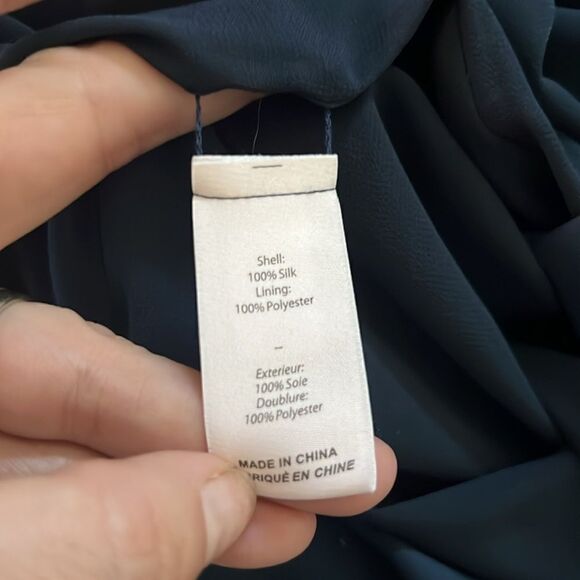 Shell:
100% Silk
Lining:
100% Polyester
–
Exterieur:
100% Soie
Doublure:
100% Polyester
MADE IN CHINA
EN CHINE